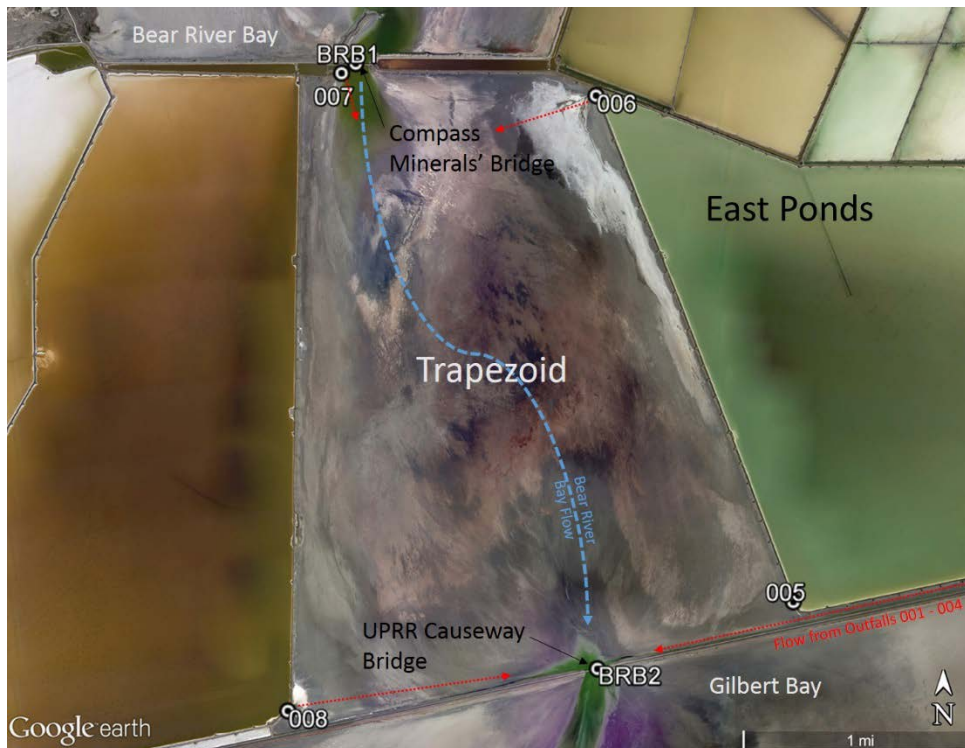 Bear River Bay
BRB1
007
006
Compass
Minerals' Bridge
East Ponds
Trapezoid
Bear River
Bay Flow
005
Flow from Outfalls 001 - 004
UPRR Causeway
Bridge
BRB2
Gilbert Bay
008
N
Google earth
1 mi